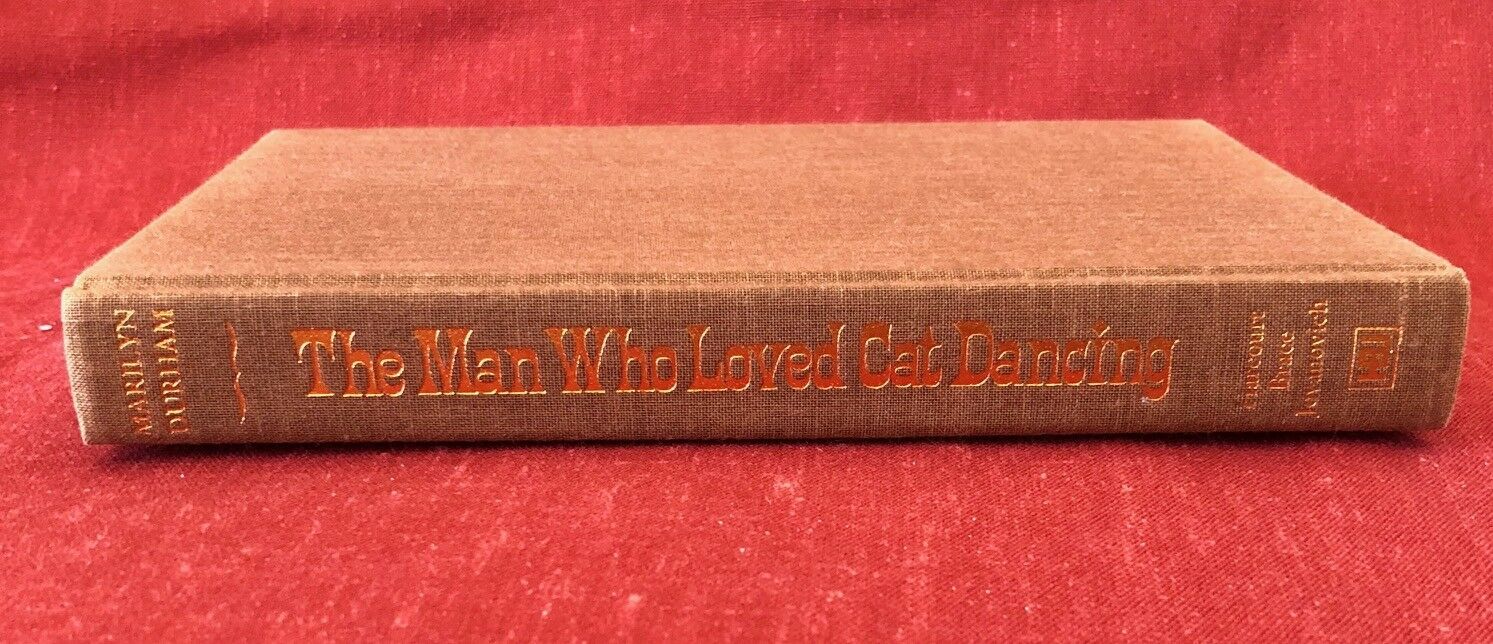 MARILYN
DURHAM
The Man Who Loved Cat Dancing
Harcourt
Brace
Jovanovich
HBJ